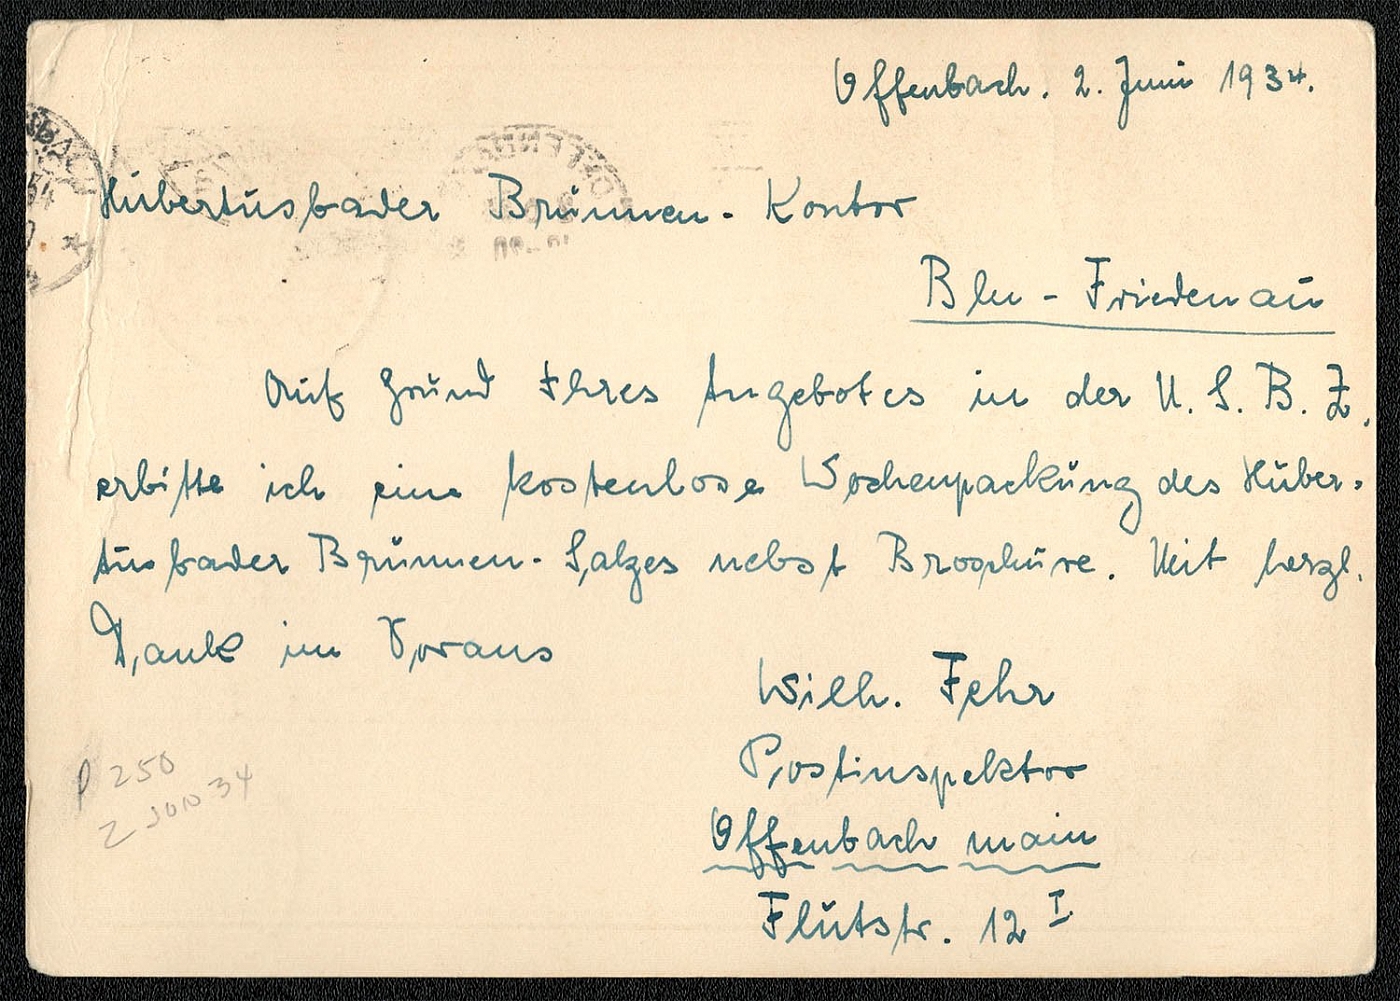 Offenbach. 2. Juni 1934.
Hubertusbader Brunnen-Kontor
Bln - Friedenau
Auf Grund Ihres Angebotes in der U. S. B. Z.
erbitte ich eine kostenlose Wochenpackung des Huber-
tusbader Brunnen-Salzes nebst Broschüre. Mit herzl.
Dank im Voraus
Wilh. Fehr
Postinspektor
Offenbach Main
Flutstr. 12 I
P 250
2 JUN 34